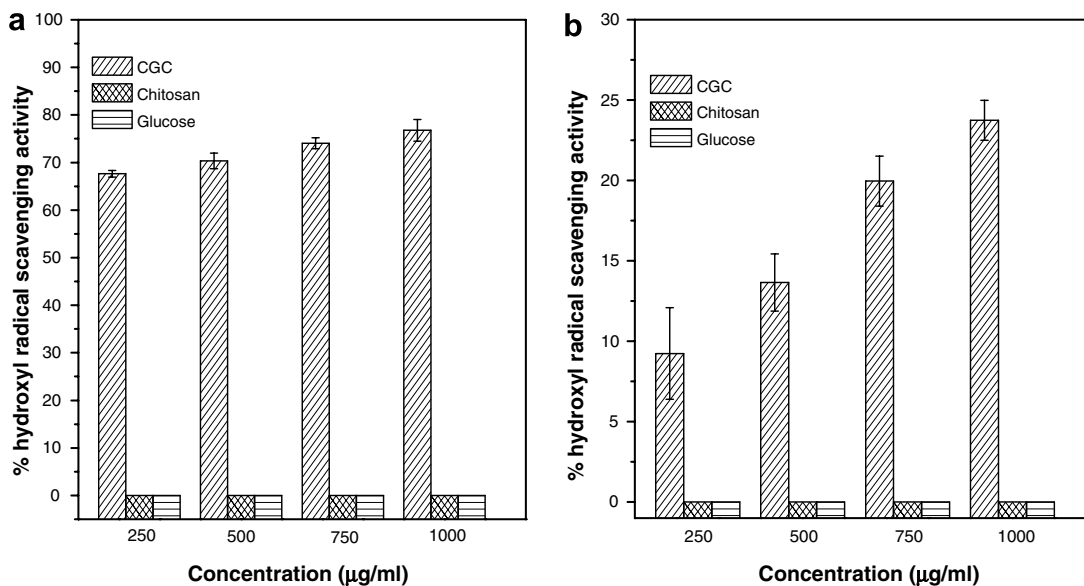 a
% hydroxyl radical scavenging activity
100
90
80
70
60
50
40
30
20
10
0
CGC
Chitosan
Glucose
250 500 750 1000
Concentration (µg/ml)
b
% hydroxyl radical scavenging activity
30
25
20
15
10
5
0
CGC
Chitosan
Glucose
250 500 750 1000
Concentration (µg/ml)